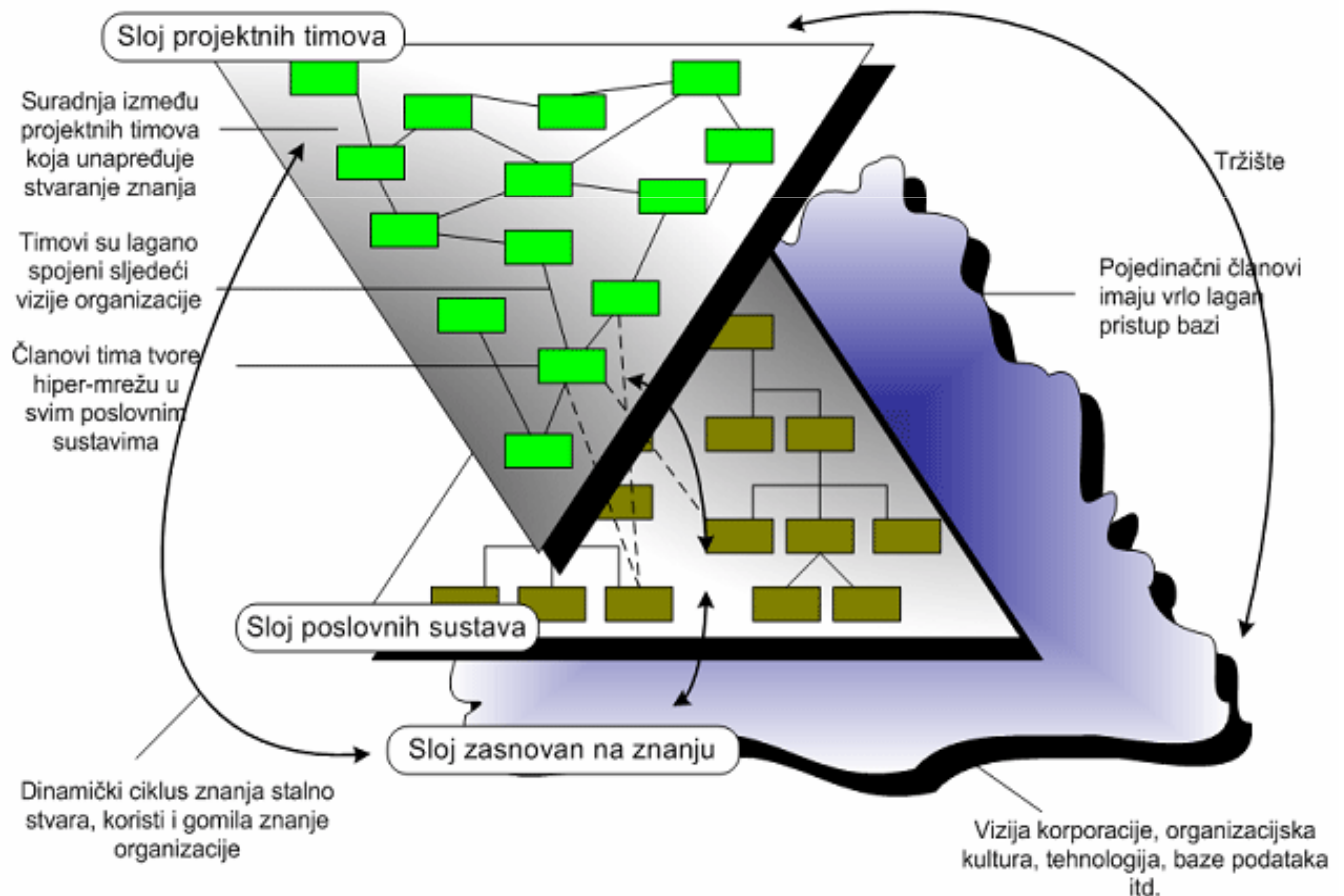 Sloj projektnih timova
Suradnja između
projektnih timova
koja unapređuje
stvaranje znanja
Timovi su lagano
spojeni sljedeći
vizije organizacije
Članovi tima tvore
hiper-mrežu u
svim poslovnim
sustavima
Tržište
Pojedinačni članovi
imaju vrlo lagan
pristup bazi
Sloj poslovnih sustava
Sloj zasnovan na znanju
Dinamički ciklus znanja stalno
stvara, koristi i gomila znanje
organizacije
Vizija korporacije, organizacijska
kultura, tehnologija, baze podataka
itd.